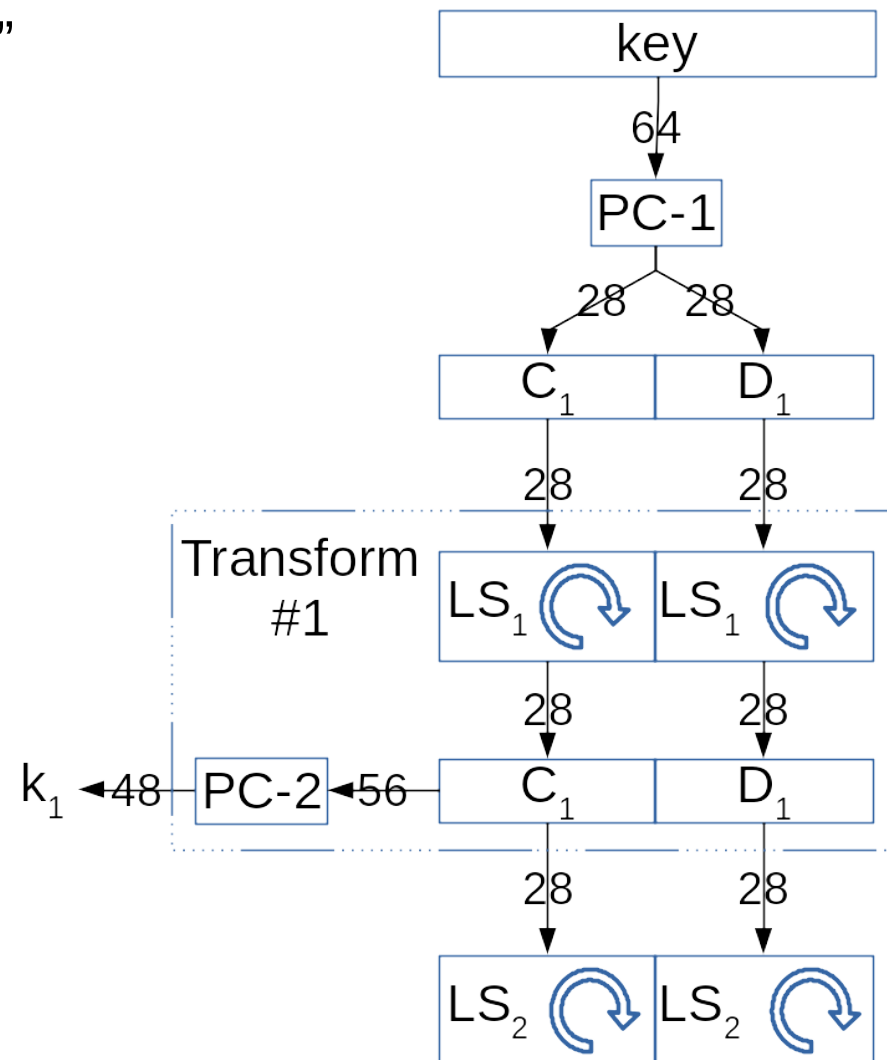 ”
key
64
PC-1
28 28
C₁ D₁
28 28
Transform
#1
LS₁ LS₁
28 28
k₁ 48 PC-2 56 C₁ D₁
28 28
LS₂ LS₂